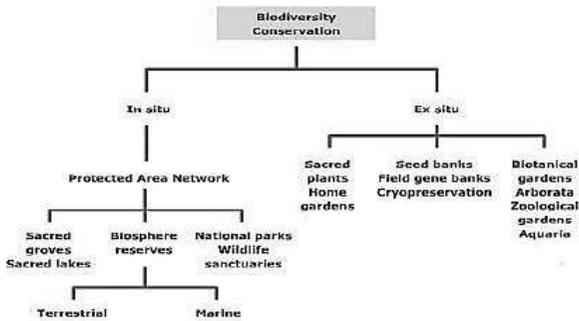 Biodiversity
Conservation
In situ
Ex situ
Protected Area Network
Sacred
plants
Home
gardens
Seed banks
Field gene banks
Cryopreservation
Biotanical
gardens
Arborata
Zoological
gardens
Aquaria
Sacred
groves
Sacred lakes
Biosphere
reserves
National parks
Wildlife
sanctuaries
Terrestrial
Marine